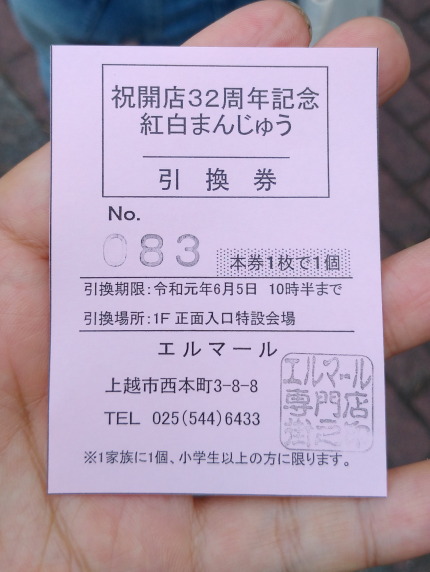 祝開店32周年記念
紅白まんじゅう
引換券
No.
083
本券1枚で1個
引換期限:令和元年6月5日 10時半まで
引換場所:1F 正面入口特設会場
エルマール
上越市西本町3-8-8
TEL 025(544)6433
エルマール
専門店
※1家族に1個、小学生以上の方に限ります。